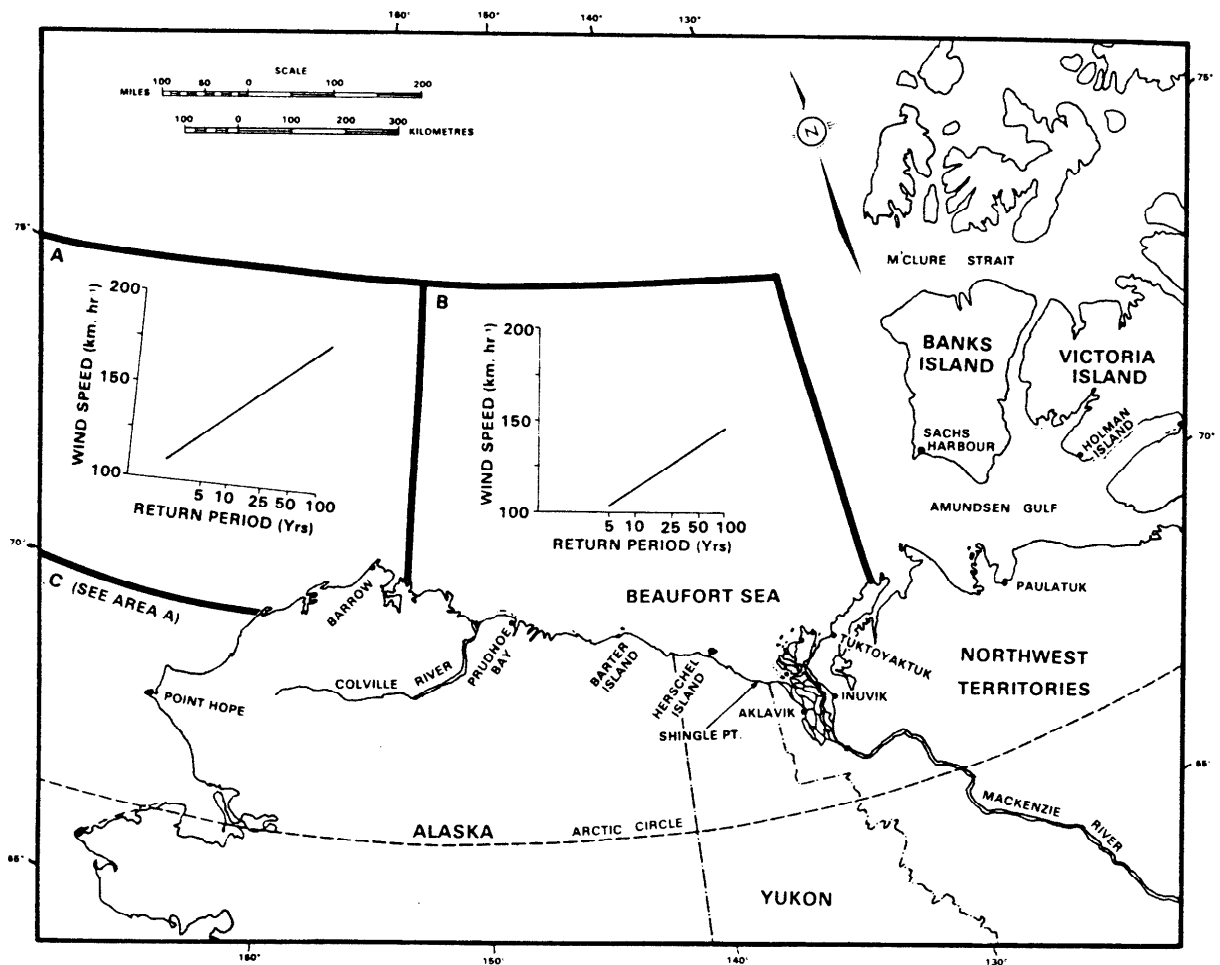 160° 150° 140° 130°
SCALE
MILES 100 50 0 100 200
100 0 100 200 300 KILOMETRES
N
75°
75°
A
B
M'CLURE STRAIT
WIND SPEED (km. hr⁻¹)
200
150
100
5 10 25 50 100
RETURN PERIOD (Yrs)
WIND SPEED (km. hr⁻¹)
200
150
100
5 10 25 50 100
RETURN PERIOD (Yrs)
BANKS
ISLAND
VICTORIA
ISLAND
SACHS
HARBOUR
HOLMAN
ISLAND
70°
AMUNDSEN GULF
70°
C (SEE AREA A)
BARROW
BEAUFORT SEA
PAULATUK
POINT HOPE
COLVILLE RIVER
PRUDHOE
BAY
BARTER
ISLAND
HERSCHEL
ISLAND
SHINGLE PT.
AKLAVIK
TUKTOYAKTUK
INUVIK
NORTHWEST
TERRITORIES
65°
MACKENZIE RIVER
ALASKA
ARCTIC CIRCLE
65°
YUKON
160° 150° 140° 130°